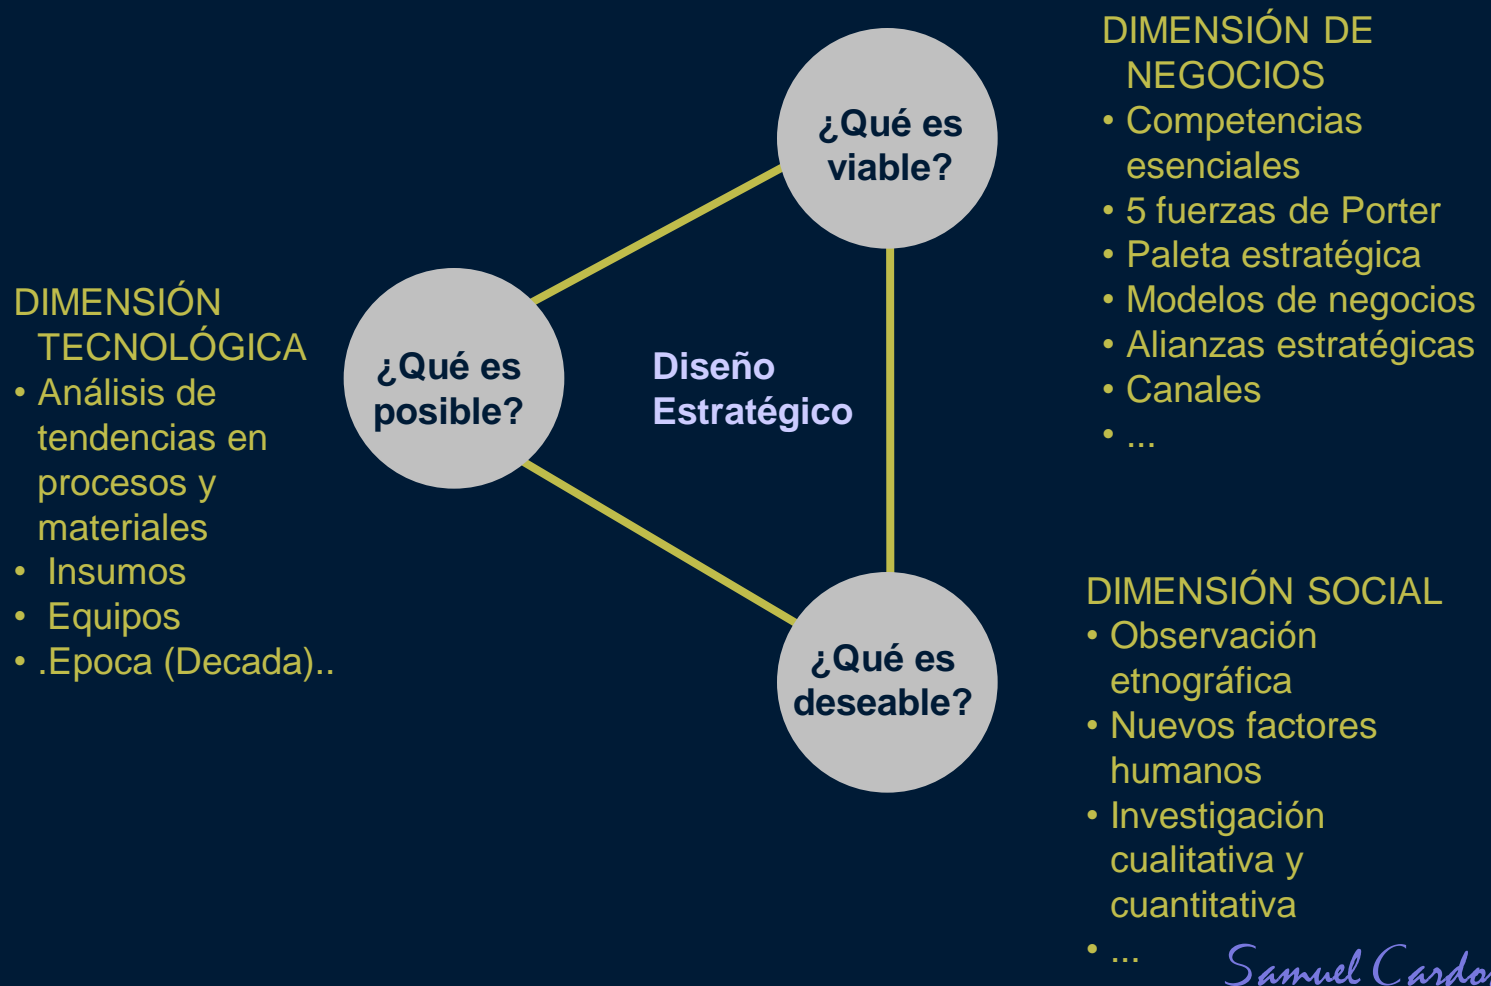 DIMENSIÓN
TECNOLÓGICA
• Análisis de
tendencias en
procesos y
materiales
• Insumos
• Equipos
• .Epoca (Decada)..
¿Qué es
posible?
Diseño
Estratégico
¿Qué es
viable?
¿Qué es
deseable?
DIMENSIÓN DE
NEGOCIOS
• Competencias
esenciales
• 5 fuerzas de Porter
• Paleta estratégica
• Modelos de negocios
• Alianzas estratégicas
• Canales
• ...
DIMENSIÓN SOCIAL
• Observación
etnográfica
• Nuevos factores
humanos
• Investigación
cualitativa y
cuantitativa
• ...
Samuel Cardo